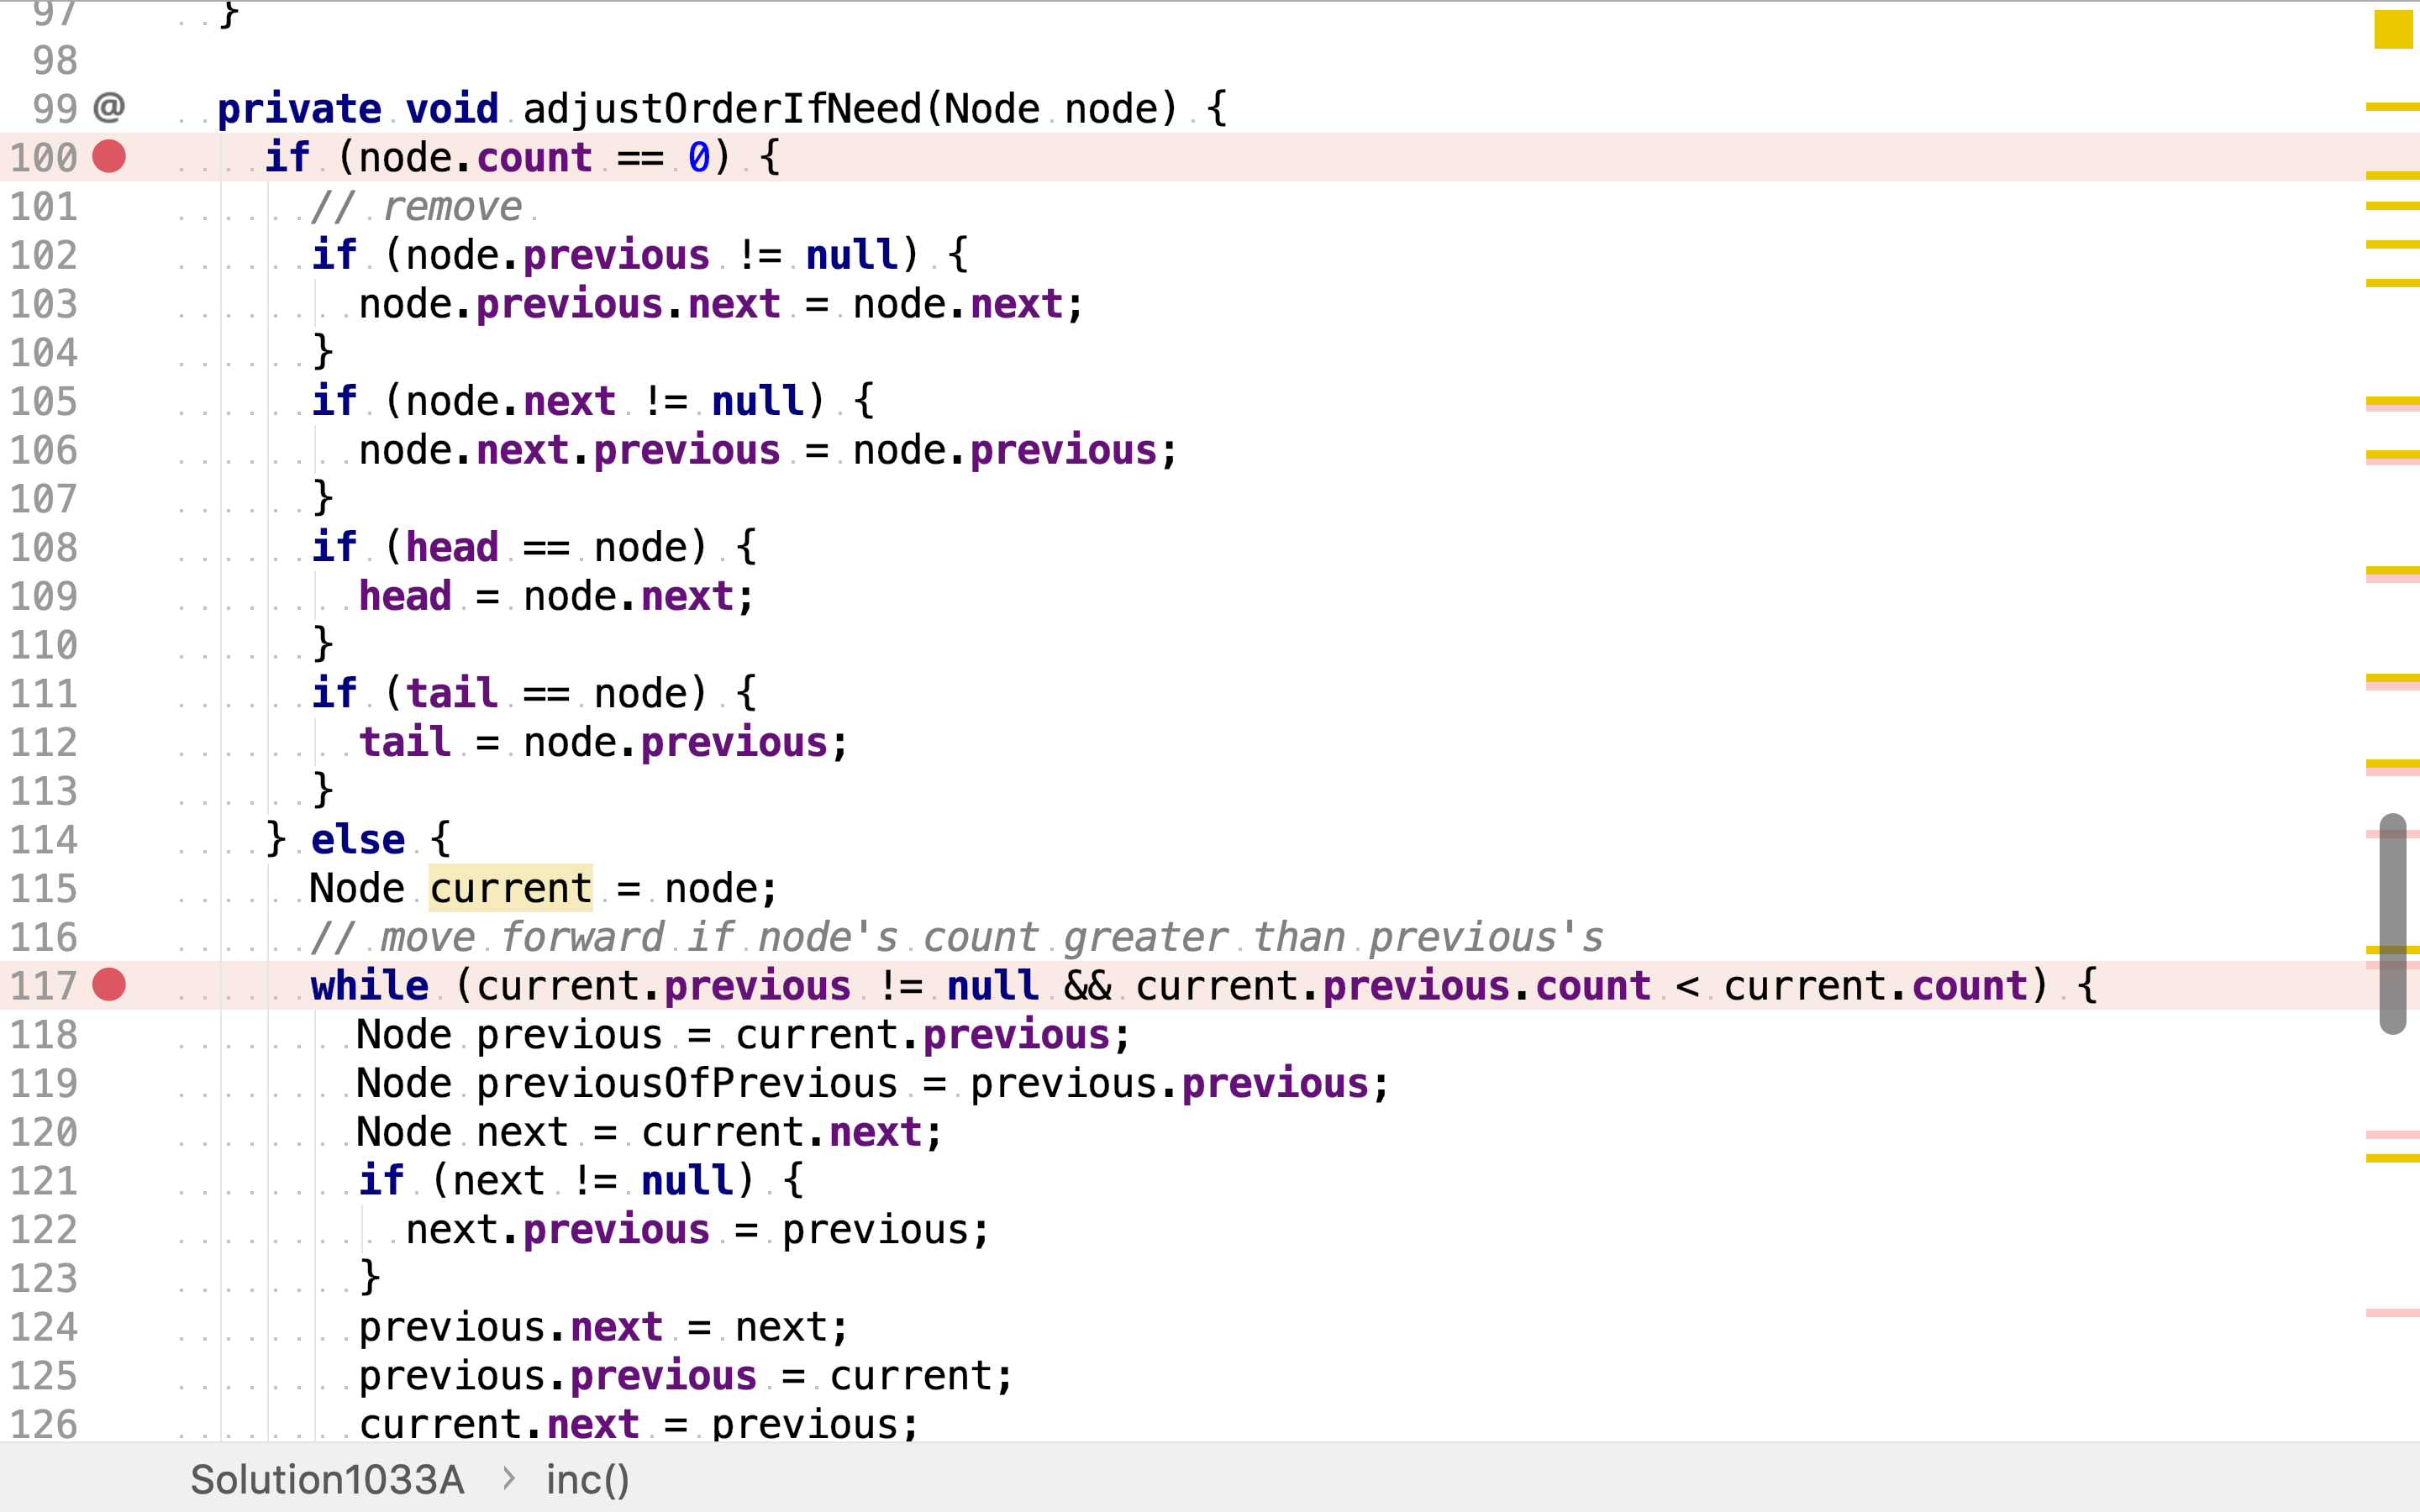 97 }
98
99 @ private void adjustOrderIfNeed(Node node) {
100 if (node.count == 0) {
101 // remove
102 if (node.previous != null) {
103 node.previous.next = node.next;
104 }
105 if (node.next != null) {
106 node.next.previous = node.previous;
107 }
108 if (head == node) {
109 head = node.next;
110 }
111 if (tail == node) {
112 tail = node.previous;
113 }
114 } else {
115 Node current = node;
116 // move forward if node's count greater than previous's
117 while (current.previous != null && current.previous.count < current.count) {
118 Node previous = current.previous;
119 Node previousOfPrevious = previous.previous;
120 Node next = current.next;
121 if (next != null) {
122 next.previous = previous;
123 }
124 previous.next = next;
125 previous.previous = current;
126 current.next = previous;
Solution1033A > inc()